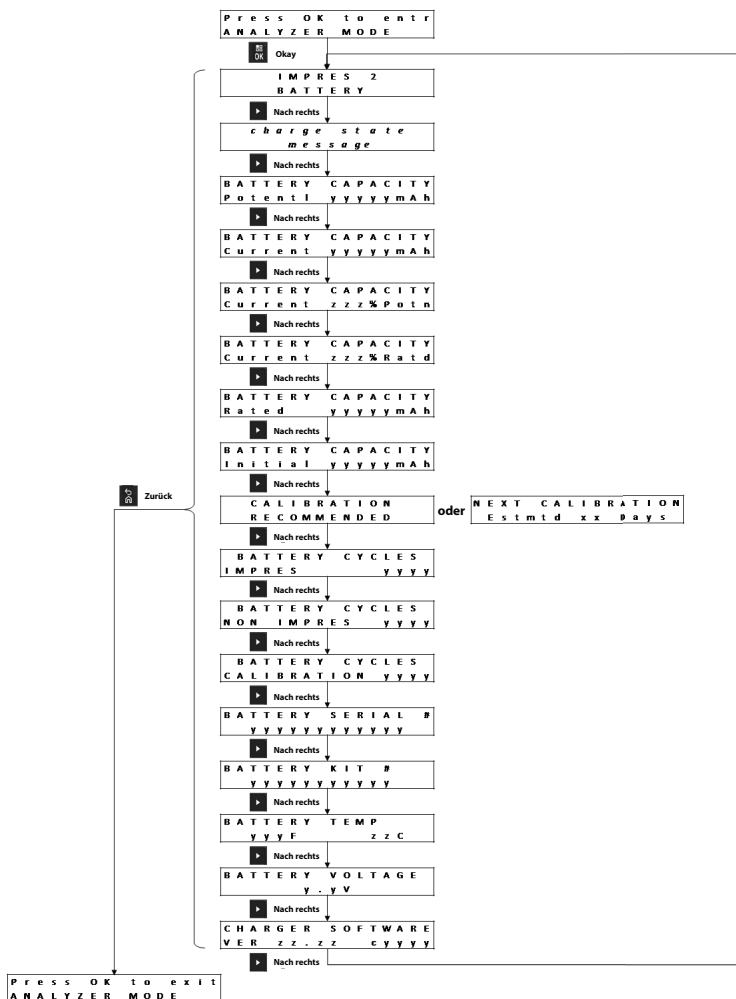 Press OK to entr
ANALYZER MODE
OK Okay
IMPRES 2
BATTERY
Nach rechts
charge state
message
Nach rechts
BATTERY CAPACITY
Potentl yyyyymAh
Nach rechts
BATTERY CAPACITY
Current yyyyymAh
Nach rechts
BATTERY CAPACITY
Current zzz%Potn
Nach rechts
BATTERY CAPACITY
Current zzz%Ratd
Nach rechts
BATTERY CAPACITY
Rated yyyyymAh
Nach rechts
BATTERY CAPACITY
Initial yyyyymAh
Nach rechts
Zurück
CALIBRATION
RECOMMENDED
oder
NEXT CALIBRATION
Estmtd xx Days
Nach rechts
BATTERY CYCLES
IMPRES yyyy
Nach rechts
BATTERY CYCLES
NON IMPRES yyyy
Nach rechts
BATTERY CYCLES
CALIBRATION yyyy
Nach rechts
BATTERY SERIAL #
yyyyyyyyyyyy
Nach rechts
BATTERY KIT #
yyyyyyyyyyy
Nach rechts
BATTERY TEMP
yyyF zzC
Nach rechts
BATTERY VOLTAGE
y.yV
Nach rechts
CHARGER SOFTWARE
VER zz.zz cyyyy
Nach rechts
Press OK to exit
ANALYZER MODE